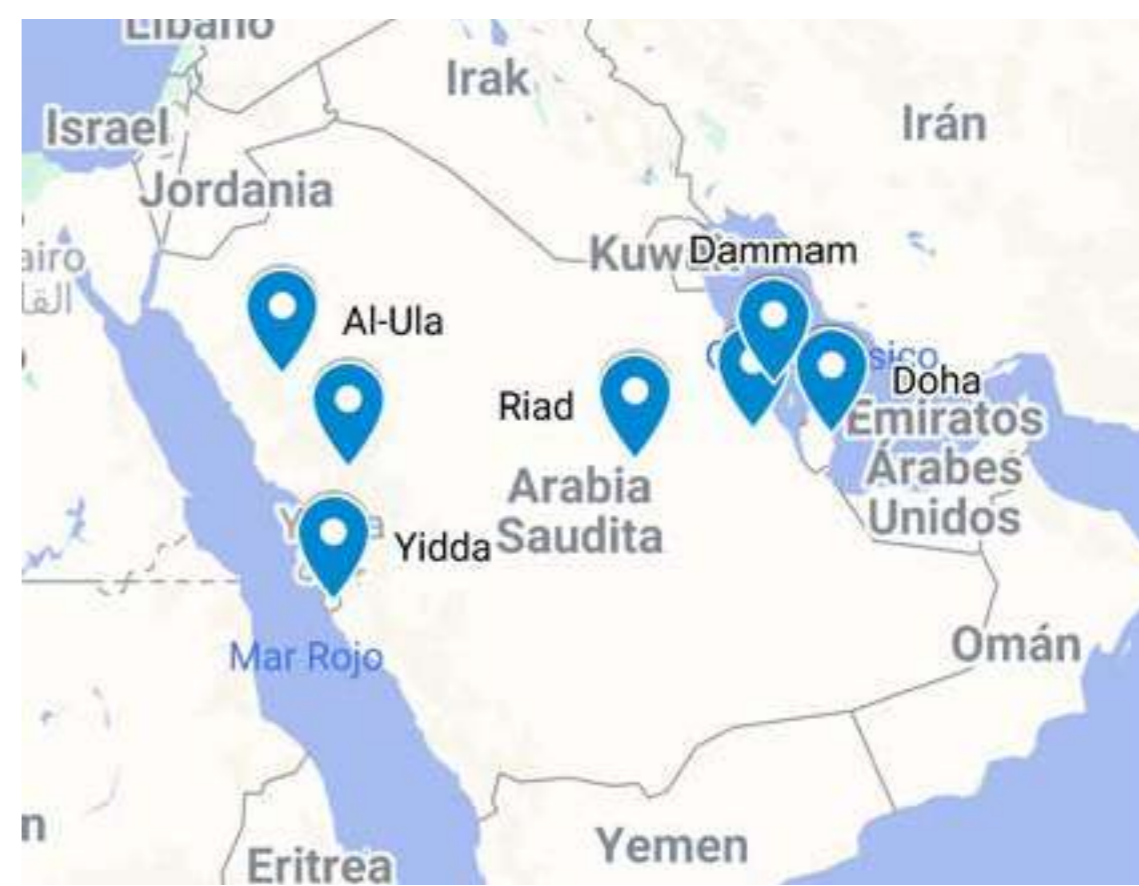 Líbano
Irak
Irán
Israel
Jordania
Dammam
airo
Al-Ula
Riad
Doha
Emiratos
Árabes
Unidos
Arabia
Saudita
Yidda
Omán
Mar Rojo
n
Yemen
Eritrea